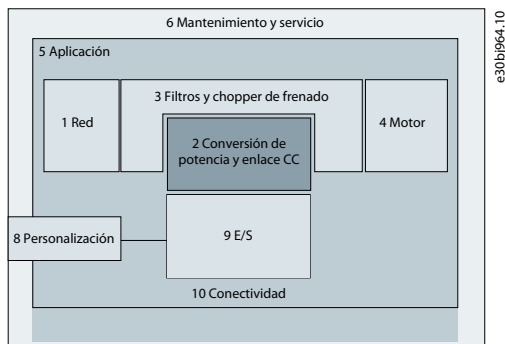 6 Mantenimiento y servicio
5 Aplicación
3 Filtros y chopper de frenado
1 Red
4 Motor
2 Conversión de
potencia y enlace CC
8 Personalización
9 E/S
10 Conectividad
e30bi964.10